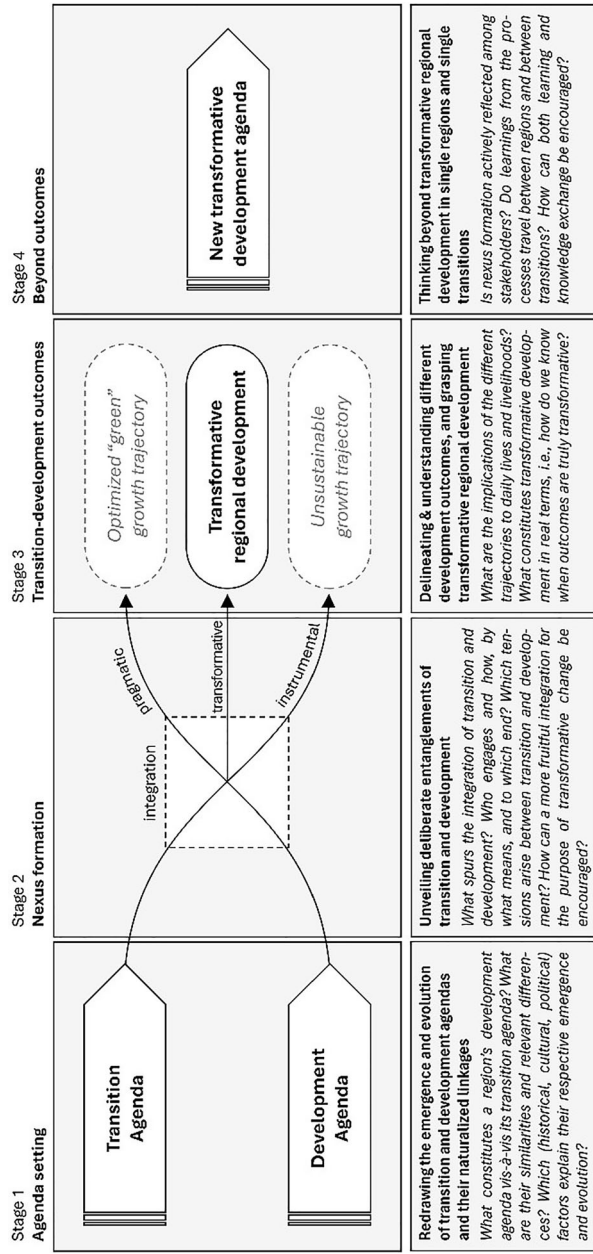 Stage 1
Agenda setting
Transition
Agenda
Development
Agenda
Redrawing the emergence and evolution
of transition and development agendas
and their naturalized linkages
What constitutes a region's development
agenda vis-à-vis its transition agenda? What
are their similarities and relevant differen-
ces? Which (historical, cultural, political)
factors explain their respective emergence
and evolution?
Stage 2
Nexus formation
integration
pragmatic
transformative
instrumental
Unveiling deliberate entanglements of
transition and development
What spurs the integration of transition and
development? Who engages and how, by
what means, and to which end? Which ten-
sions arise between transition and develop-
ment? How can a more fruitful integration for
the purpose of transformative change be
encouraged?
Stage 3
Transition-development outcomes
Optimized “green”
growth trajectory
Transformative
regional development
Unsustainable
growth trajectory
Delineating & understanding different
development outcomes, and grasping
transformative regional development
What are the implications of the different
trajectories to daily lives and livelihoods?
What constitutes transformative develop-
ment in real terms, i.e., how do we know
when outcomes are truly transformative?
Stage 4
Beyond outcomes
New transformative
development agenda
Thinking beyond transformative regional
development in single regions and single
transitions
Is nexus formation actively reflected among
stakeholders? Do learnings from the pro-
cesses travel between regions and between
transitions? How can both learning and
knowledge exchange be encouraged?